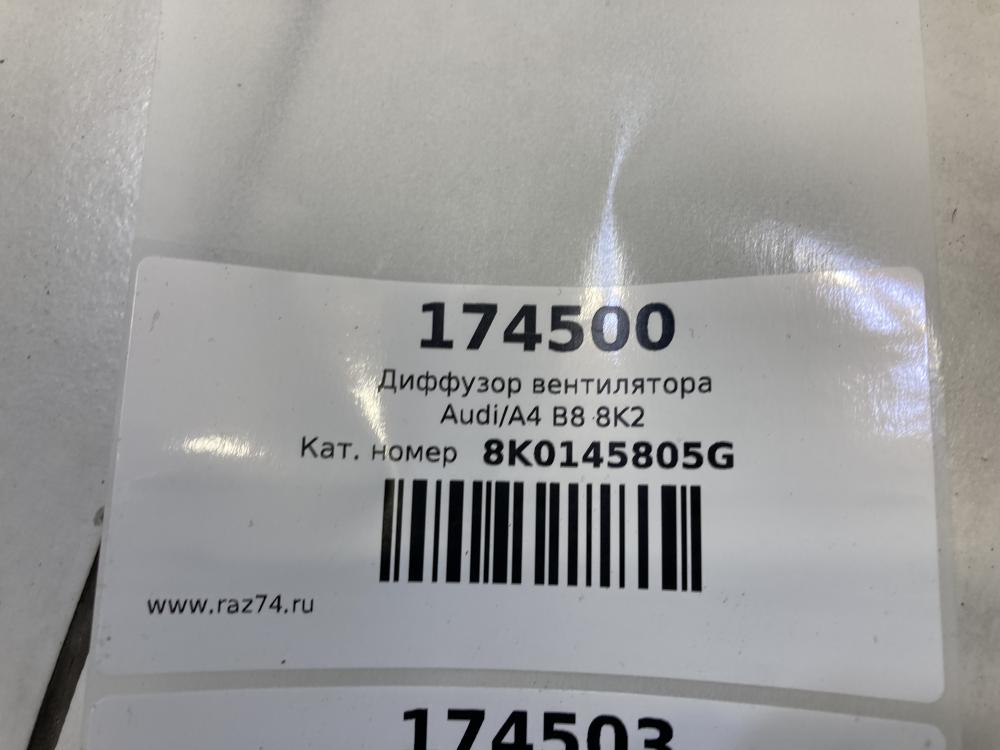 174500
Диффузор вентилятора
Audi/A4 B8 8K2
Кат. номер 8K0145805G
www.raz74.ru
174503